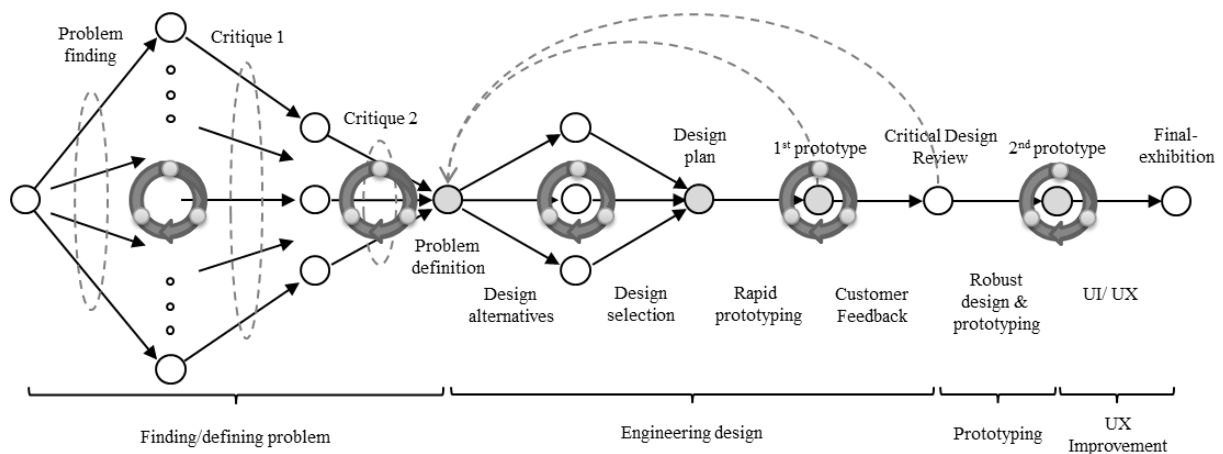 Problem
finding
Critique 1
Critique 2
Problem
definition
Design
alternatives
Design
selection
Design
plan
Rapid
prototyping
1st prototype
Customer
Feedback
Critical Design
Review
Robust
design &
prototyping
2nd prototype
UI/ UX
Final-
exhibition
Finding/defining problem
Engineering design
Prototyping
UX
Improvement